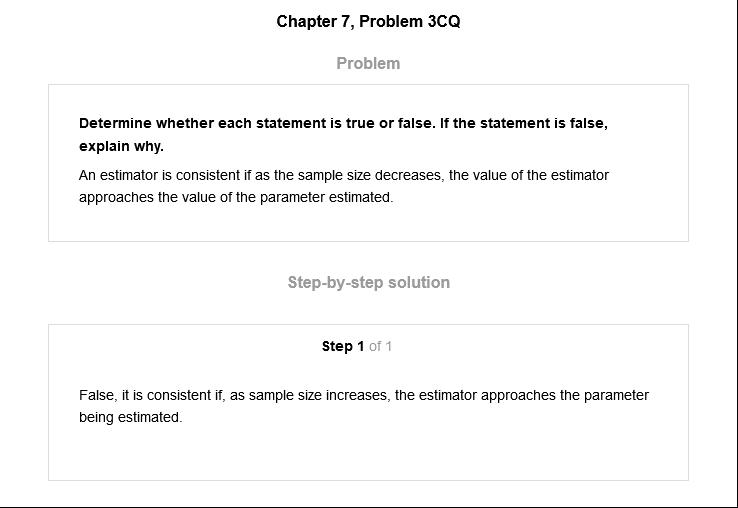 Chapter 7, Problem 3CQ
Problem
Determine whether each statement is true or false. If the statement is false,
explain why.
An estimator is consistent if as the sample size decreases, the value of the estimator
approaches the value of the parameter estimated.
Step-by-step solution
Step 1 of 1
False, it is consistent if, as sample size increases, the estimator approaches the parameter
being estimated.